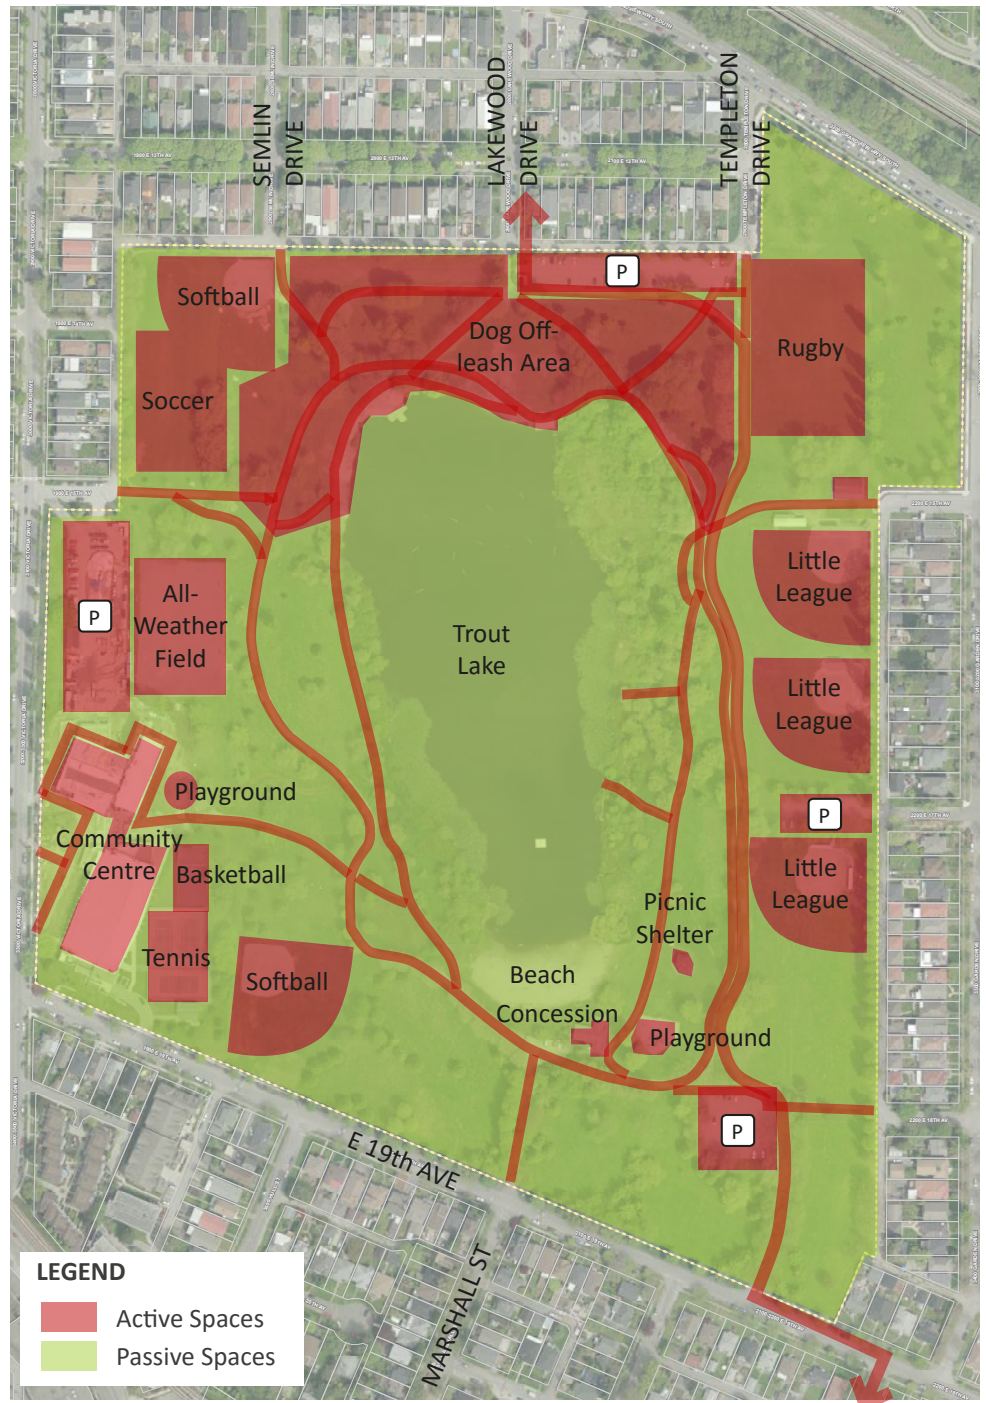 SEMLIN
DRIVE
LAKEWOOD
DRIVE
TEMPLETON
DRIVE
P
Softball
Dog Off-
leash Area
Rugby
Soccer
Little
League
All-
Weather
Field
P
Trout
Lake
Little
League
Playground
P
Community
Centre
Basketball
Little
League
Picnic
Shelter
Tennis
Softball
Beach
Concession
Playground
P
E 19th AVE
MARSHALL ST
LEGEND
Active Spaces
Passive Spaces